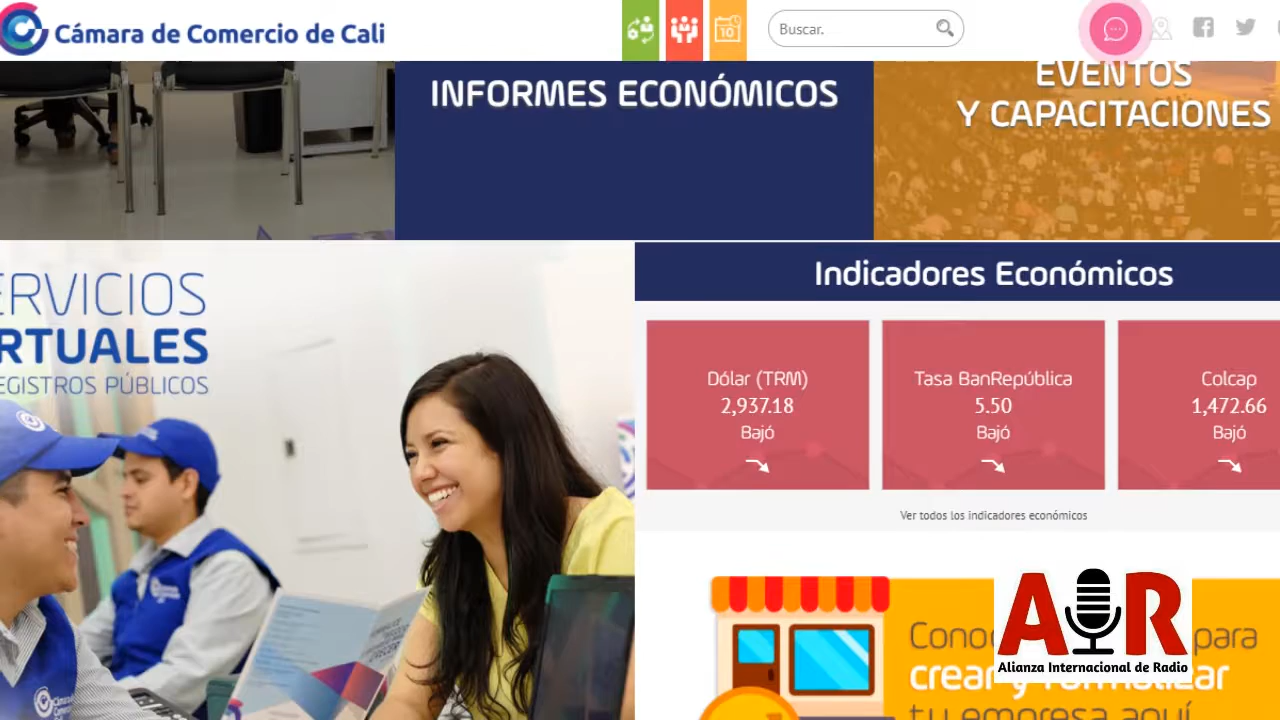 Cámara de Comercio de Cali
10
Buscar.
INFORMES ECONÓMICOS
EVENTOS
Y CAPACITACIONES
ERVICIOS
RTUALES
EGISTROS PÚBLICOS
Indicadores Económicos
Dólar (TRM)
2,937.18
Bajó
Tasa BanRepública
5.50
Bajó
Colcap
1,472.66
Bajó
Ver todos los indicadores económicos
para
crear y formalizar
tu empresa aquí
AIR
Alianza Internacional de Radio